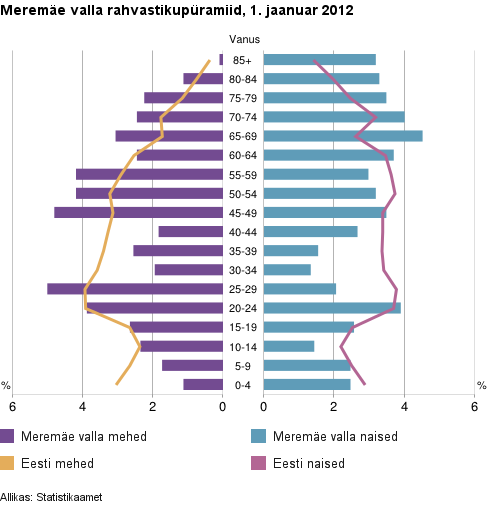 Meremäe valla rahvastikupüramiid, 1. jaanuar 2012
Vanus
85+
80-84
75-79
70-74
65-69
60-64
55-59
50-54
45-49
40-44
35-39
30-34
25-29
20-24
15-19
10-14
5-9
% 0-4 %
6 4 2 0 0 2 4 6
Meremäe valla mehed Meremäe valla naised
Eesti mehed Eesti naised
Allikas: Statistikaamet